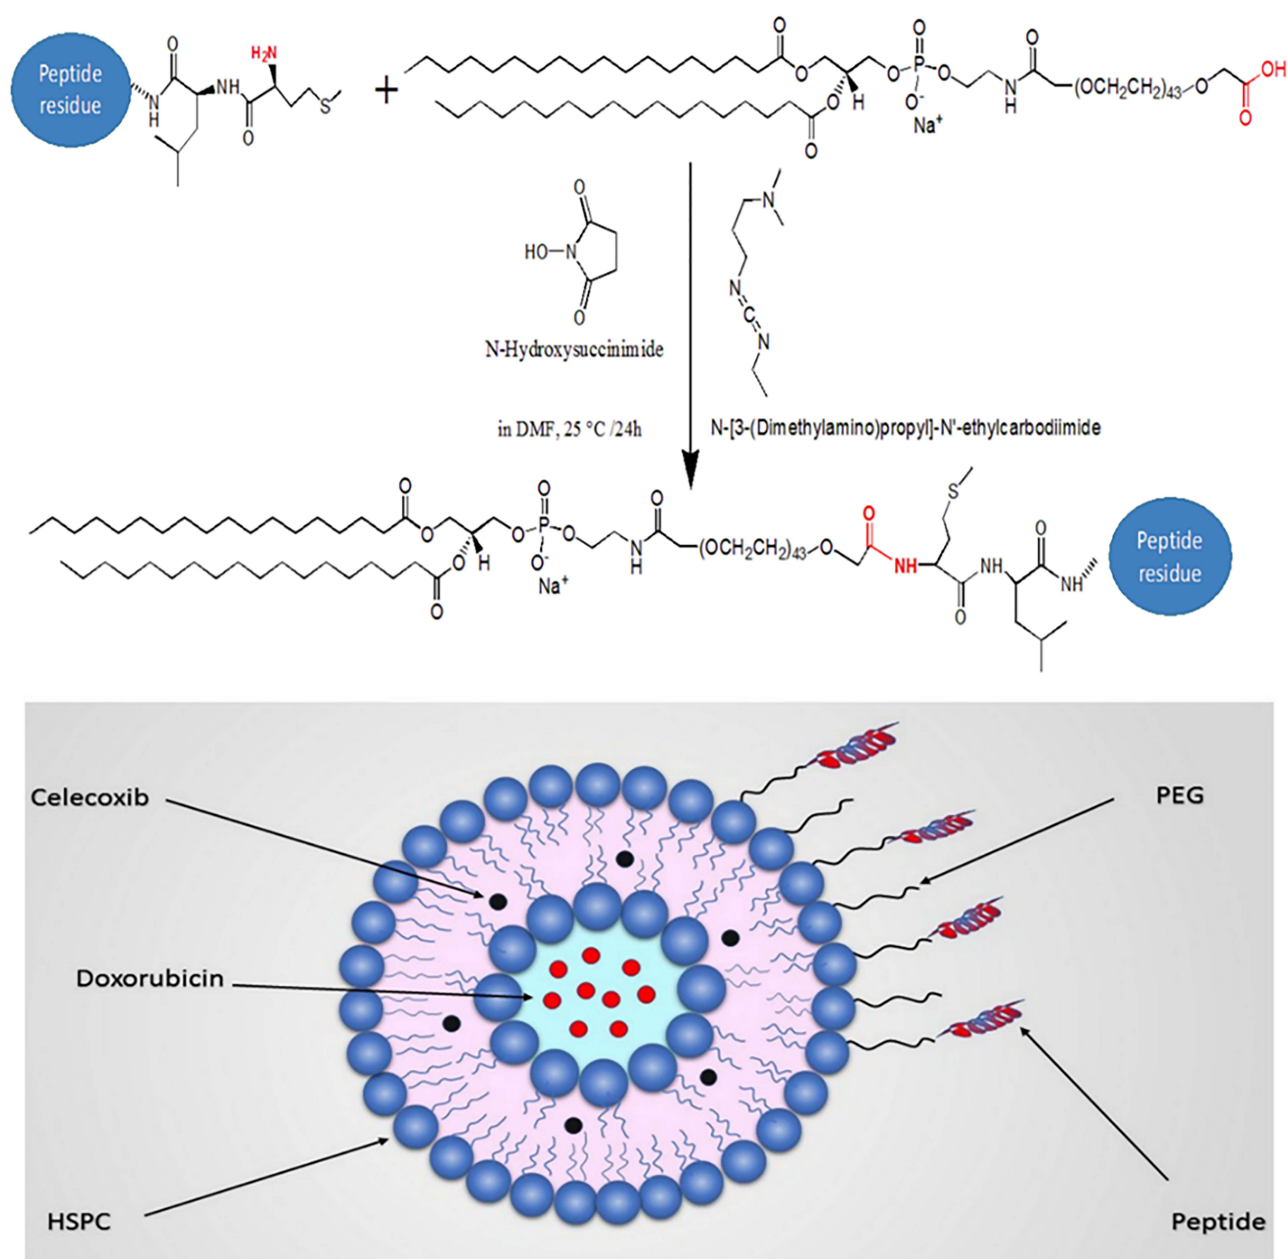 Peptide
residue
H₂N
O
N
H
NH
O
S
+
O
O
O
H
O
O
P
O
O⁻
Na⁺
N
H
O
(OCH₂CH₂)₄₃
O
OH
O
O
HO
N
O
N-Hydroxysuccinimide
in DMF, 25 °C /24h
N
N
C
N
N-[3-(Dimethylamino)propyl]-N'-ethylcarbodiimide
O
O
O
O
H
O
O
P
O
O⁻
Na⁺
N
H
O
(OCH₂CH₂)₄₃
O
O
NH
S
O
NH
O
NH
Peptide
residue
Celecoxib
PEG
Doxorubicin
HSPC
Peptide